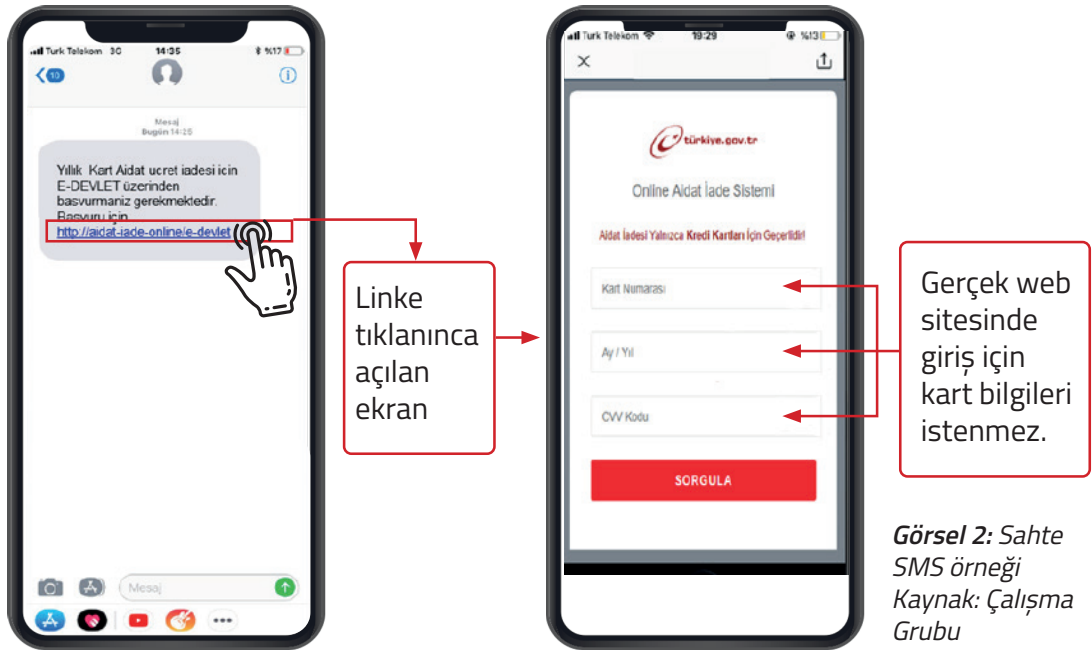 Turk Telekom 3G 14:35 %17
10
Mesaj
Bugün 14:25
Yıllık Kart Aidat ucret iadesi icin
E-DEVLET üzerinden
basvurmaniz gerekmektedir.
Basvuru için
http://aidat-iade-online/e-devlet
Mesaj
Linke
tıklanınca
açılan
ekran
Turk Telekom 19:29 %13
türkiye.gov.tr
Online Aidat İade Sistemi
Aidat İadesi Yalnızca Kredi Kartları İçin Geçerlidir!
Kart Numarası
Ay / Yıl
CVV Kodu
SORGULA
Gerçek web
sitesinde
giriş için
kart bilgileri
istenmez.
Görsel 2: Sahte
SMS örneği
Kaynak: Çalışma
Grubu